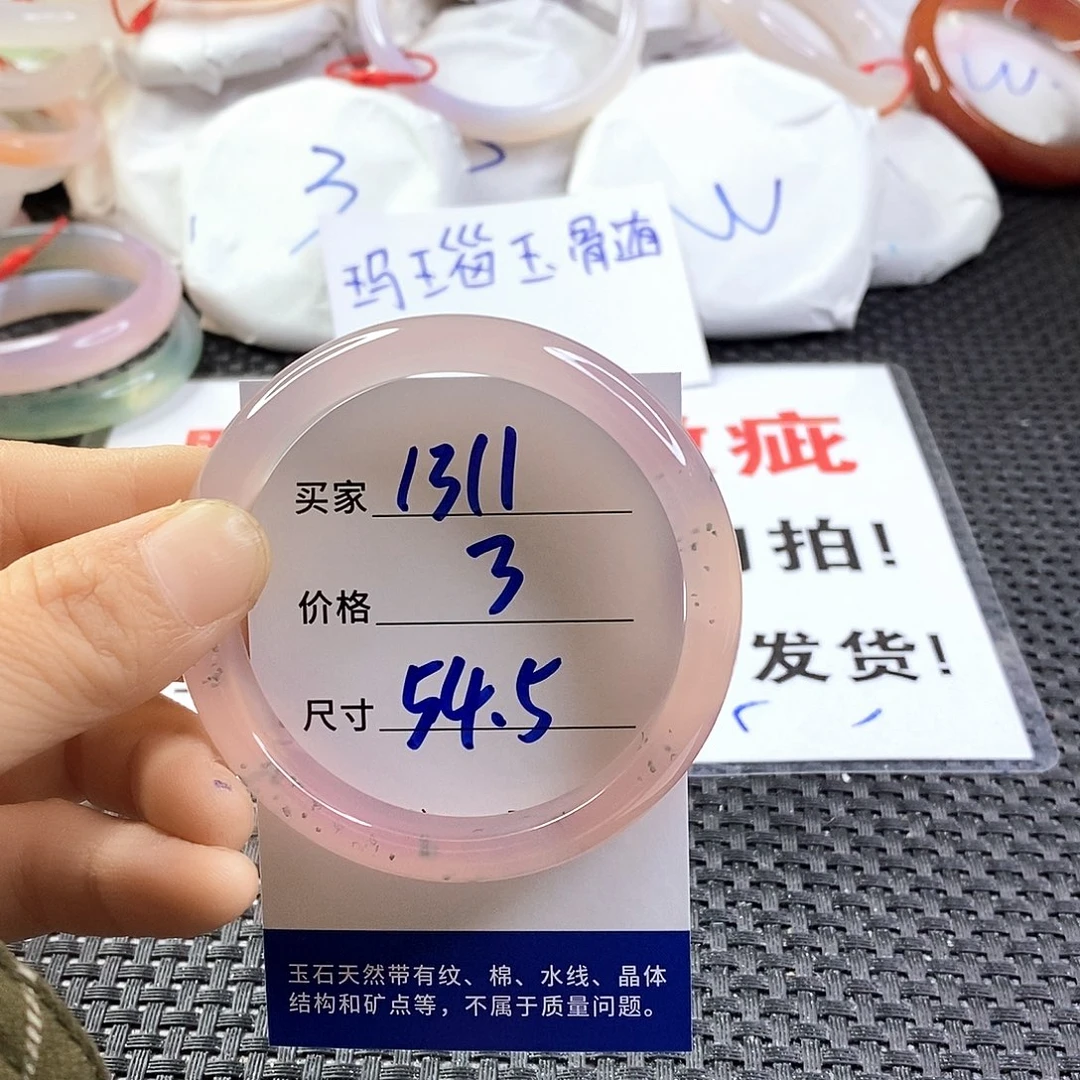 3
W
W
玛瑙玉骨髓
疵
拍!
发货!
买家 1311
价格 3
尺寸 54.5
玉石天然带有纹、棉、水线、晶体
结构和矿点等，不属于质量问题。